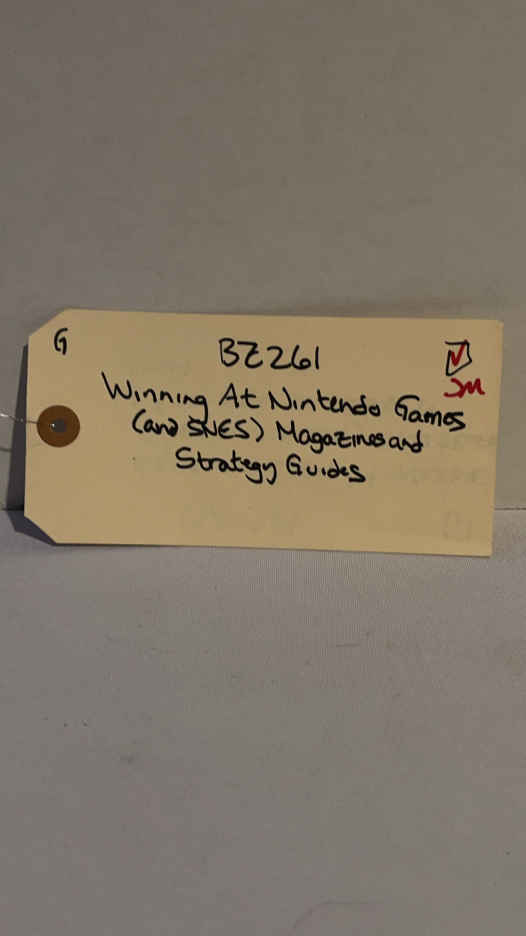 G
BZ261
JM
Winning At Nintendo Games
(and SNES) Magazines and
Strategy Guides